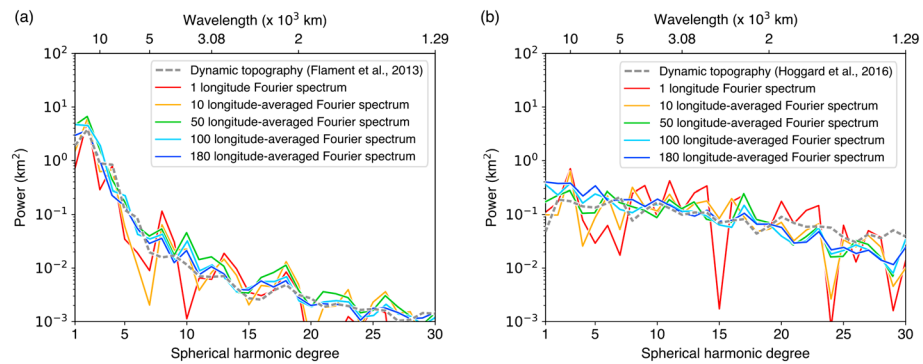 (a)
Wavelength (x 10³ km)
10 5 3.08 2 1.29
10²
10¹
10⁰
10⁻¹
10⁻²
10⁻³
Power (km²)
Dynamic topography (Flament et al., 2013)
1 longitude Fourier spectrum
10 longitude-averaged Fourier spectrum
50 longitude-averaged Fourier spectrum
100 longitude-averaged Fourier spectrum
180 longitude-averaged Fourier spectrum
1 5 10 15 20 25 30
Spherical harmonic degree
(b)
Wavelength (x 10³ km)
10 5 3.08 2 1.29
10²
10¹
10⁰
10⁻¹
10⁻²
10⁻³
Power (km²)
Dynamic topography (Hoggard et al., 2016)
1 longitude Fourier spectrum
10 longitude-averaged Fourier spectrum
50 longitude-averaged Fourier spectrum
100 longitude-averaged Fourier spectrum
180 longitude-averaged Fourier spectrum
1 5 10 15 20 25 30
Spherical harmonic degree